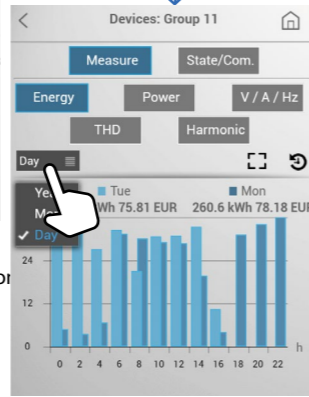 Devices: Group 11
Measure State/Com.
Energy Power V / A / Hz
THD Harmonic
Day
Tue Mon
Wh 75.81 EUR 260.6 kWh 78.18 EUR
Day
24
12
0
0 2 4 6 8 10 12 14 16 18 20 22 h